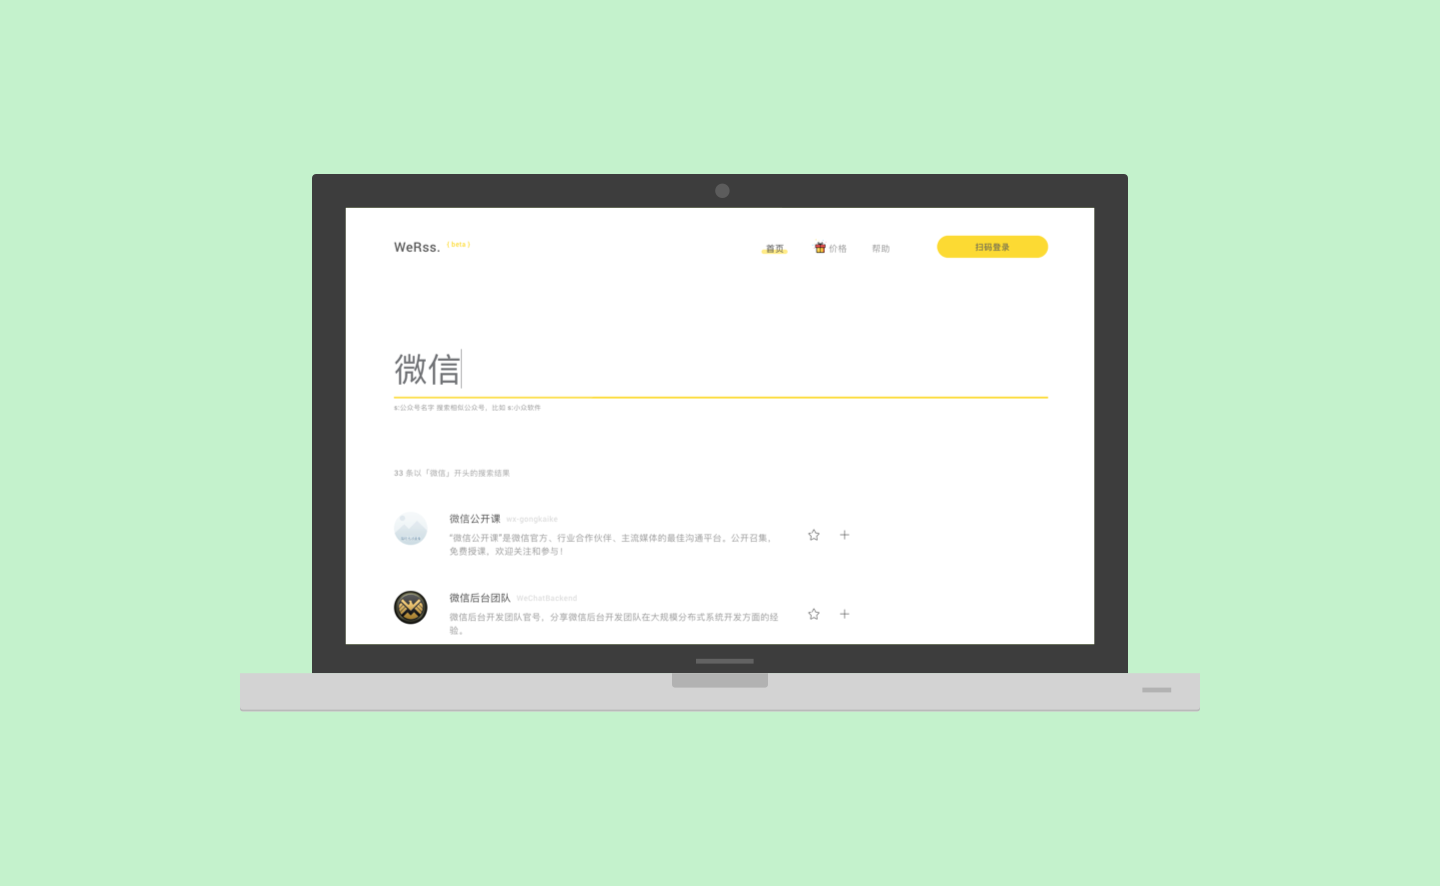 WeRss. ( beta )
首页 价格 帮助 扫码登录
微信
s:公众号名字 搜索相似公众号，比如 s:小众软件
33 条以「微信」开头的搜索结果
微信公开课 wx-gongkaike
“微信公开课”是微信官方、行业合作伙伴、主流媒体的最佳沟通平台。公开召集、
免费授课。欢迎关注和参与！
微信后台团队 WeChatBackend
微信后台开发团队官号，分享微信后台开发团队在大规模分布式系统开发方面的经
验。